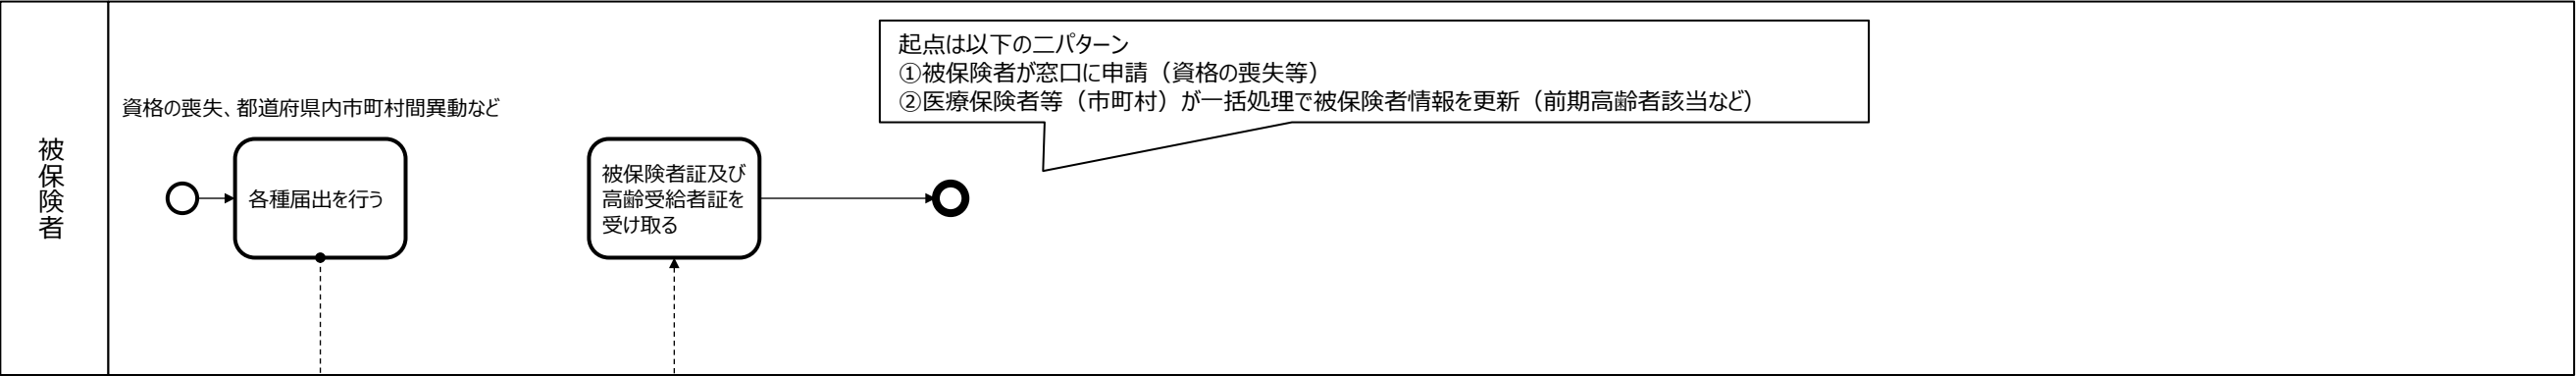 被保険者
資格の喪失、都道府県内市町村間異動など
各種届出を行う
被保険者証及び
高齢受給者証を
受け取る
起点は以下の二パターン
①被保険者が窓口に申請（資格の喪失等）
②医療保険者等（市町村）が一括処理で被保険者情報を更新（前期高齢者該当など）